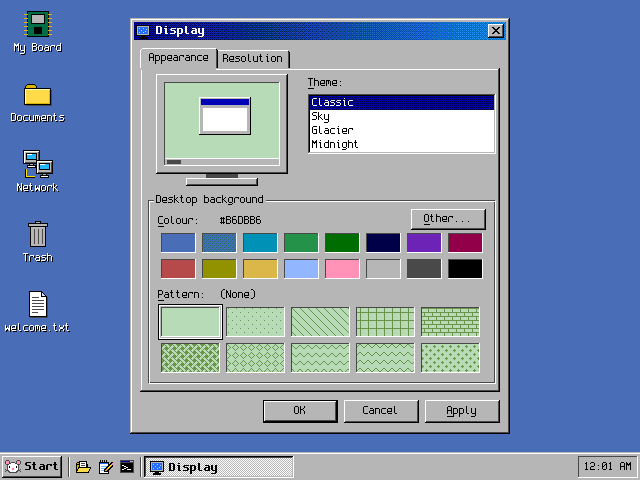 My Board
Documents
Network
Trash
welcome.txt
Display
Appearance
Resolution
Theme:
Classic
Sky
Glacier
Midnight
Desktop background
Colour: #B6DBB6
Other...
Pattern: (None)
OK
Cancel
Apply
Start
Display
12:01 AM